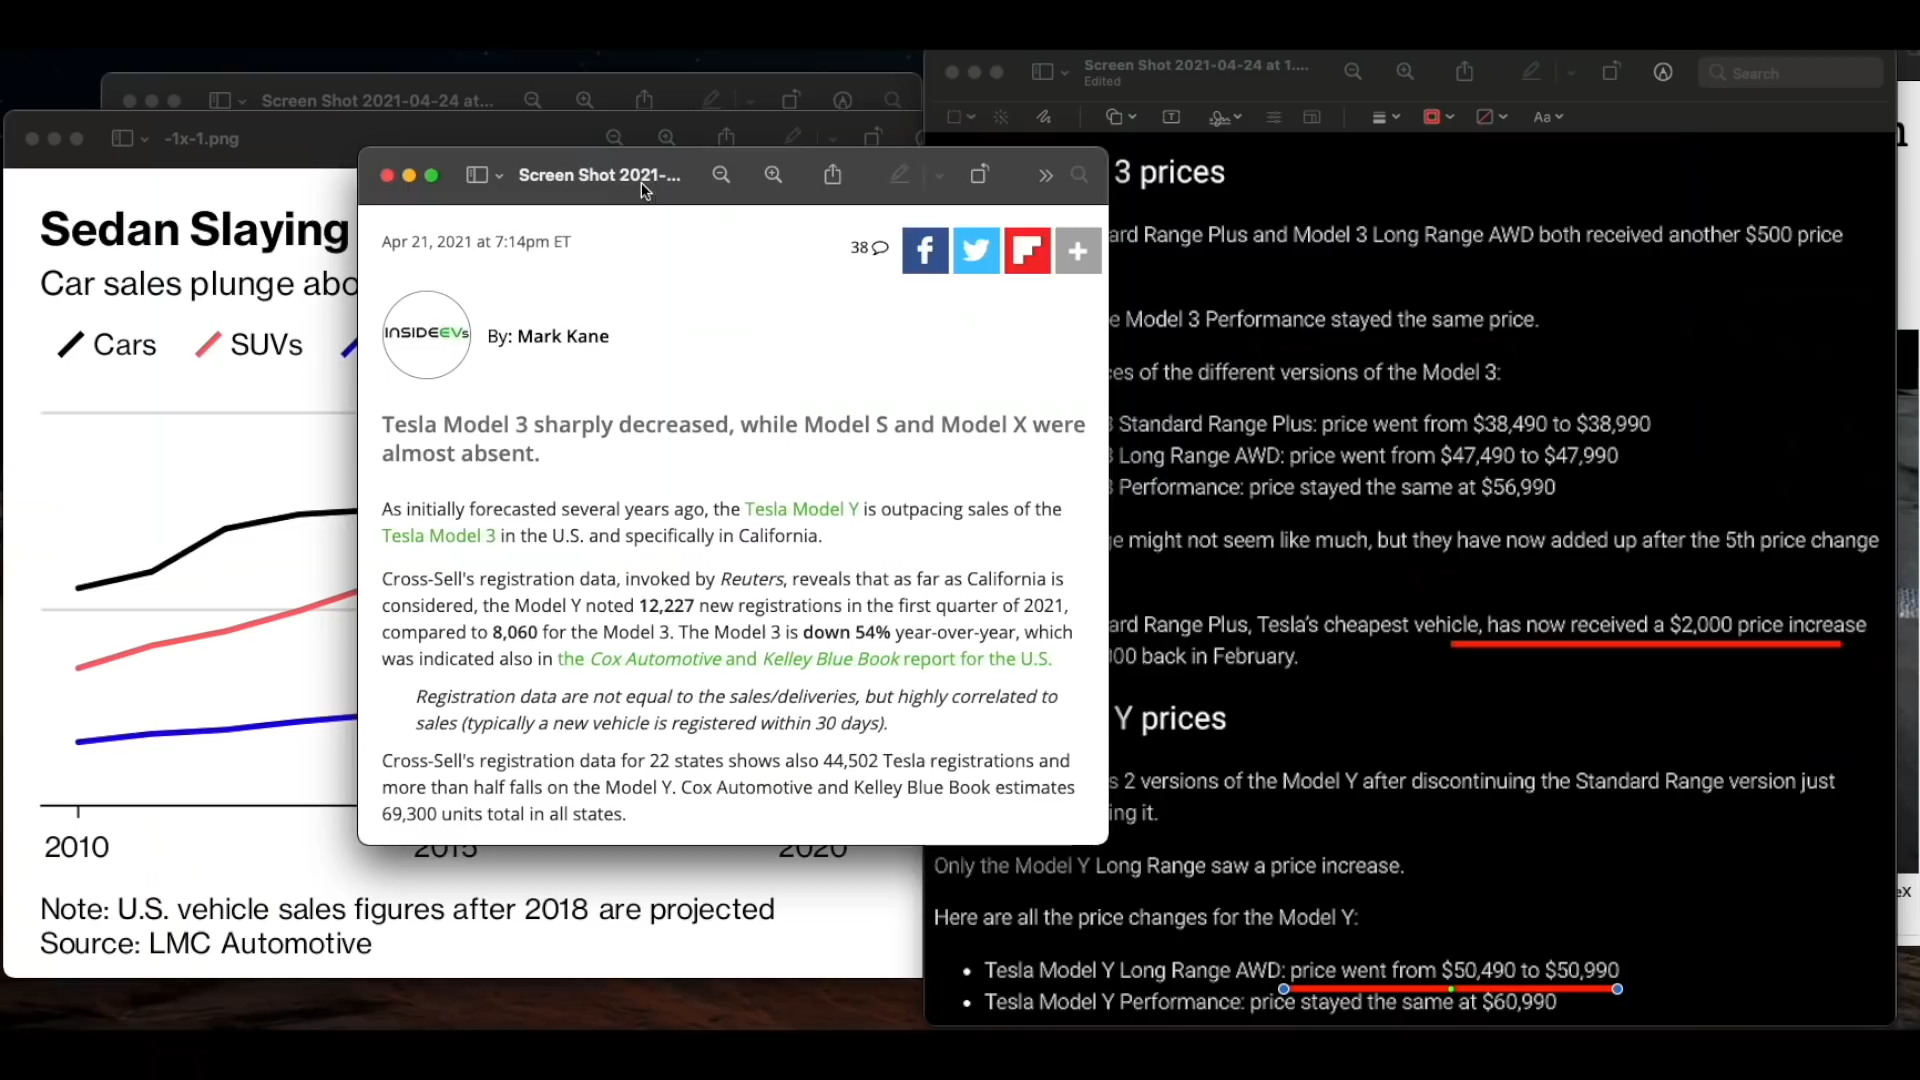 Screen Shot 2021-04-24 at...
-1x-1.png
Sedan Slaying
Car sales plunge abo
Cars
SUVs
2010
2015
2020
Note: U.S. vehicle sales figures after 2018 are projected
Source: LMC Automotive
Screen Shot 2021-...
Apr 21, 2021 at 7:14pm ET
38
f
+
INSIDEEVs
By: Mark Kane
Tesla Model 3 sharply decreased, while Model S and Model X were
almost absent.
As initially forecasted several years ago, the Tesla Model Y is outpacing sales of the
Tesla Model 3 in the U.S. and specifically in California.
Cross-Sell's registration data, invoked by Reuters, reveals that as far as California is
considered, the Model Y noted 12,227 new registrations in the first quarter of 2021,
compared to 8,060 for the Model 3. The Model 3 is down 54% year-over-year, which
was indicated also in the Cox Automotive and Kelley Blue Book report for the U.S.
Registration data are not equal to the sales/deliveries, but highly correlated to
sales (typically a new vehicle is registered within 30 days).
Cross-Sell's registration data for 22 states shows also 44,502 Tesla registrations and
more than half falls on the Model Y. Cox Automotive and Kelley Blue Book estimates
69,300 units total in all states.
Screen Shot 2021-04-24 at 1....
Edited
Search
Aa
3 prices
ard Range Plus and Model 3 Long Range AWD both received another $500 price
e Model 3 Performance stayed the same price.
ces of the different versions of the Model 3:
Standard Range Plus: price went from $38,490 to $38,990
Long Range AWD: price went from $47,490 to $47,990
Performance: price stayed the same at $56,990
e might not seem like much, but they have now added up after the 5th price change
ard Range Plus, Tesla's cheapest vehicle, has now received a $2,000 price increase
00 back in February.
Y prices
s 2 versions of the Model Y after discontinuing the Standard Range version just
ing it.
Only the Model Y Long Range saw a price increase.
Here are all the price changes for the Model Y:
• Tesla Model Y Long Range AWD: price went from $50,490 to $50,990
• Tesla Model Y Performance: price stayed the same at $60,990